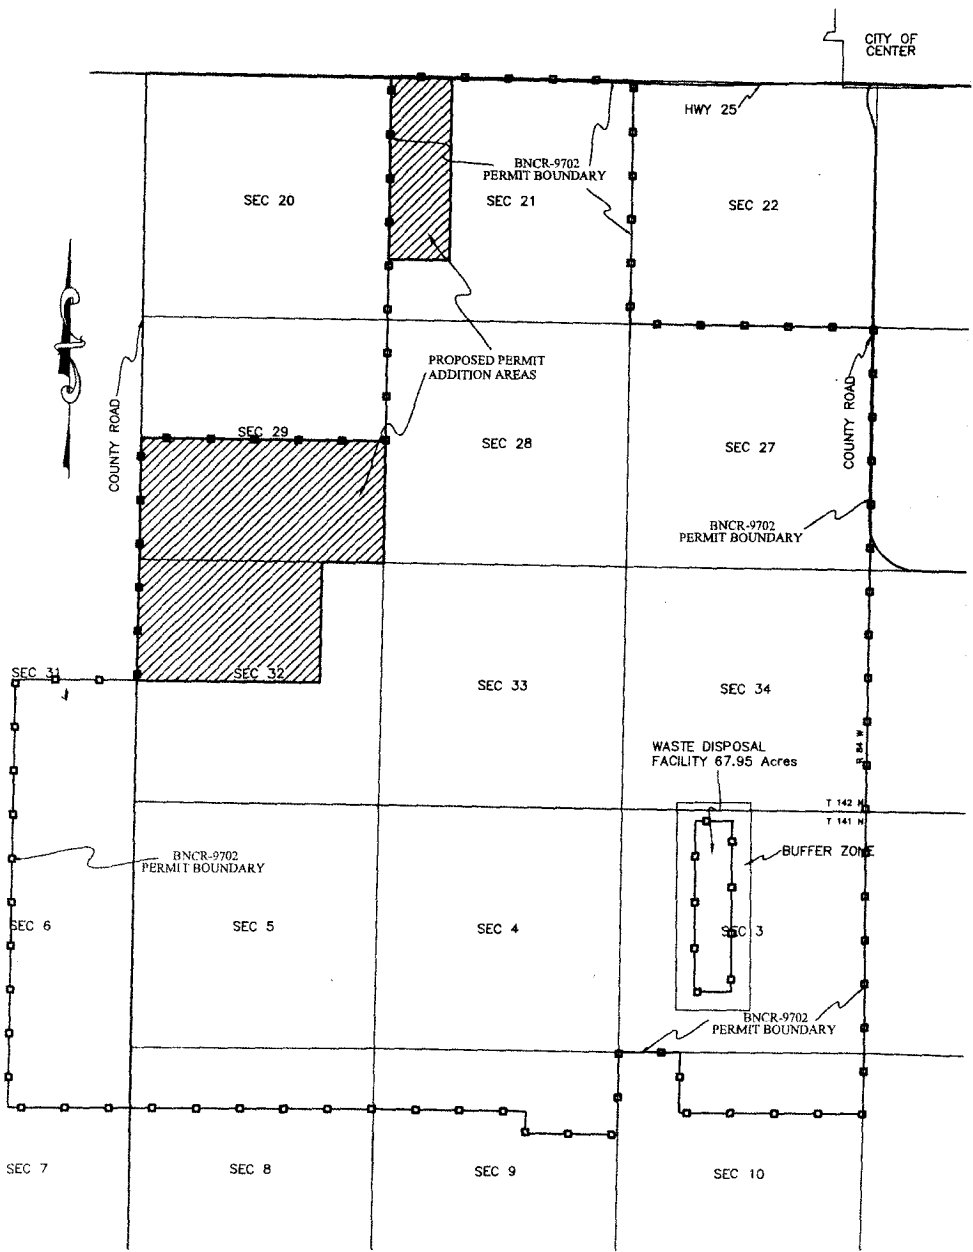 CITY OF
CENTER
HWY 25
BNCR-9702
PERMIT BOUNDARY
SEC 20
SEC 21
SEC 22
PROPOSED PERMIT
ADDITION AREAS
COUNTY ROAD
COUNTY ROAD
SEC 29
SEC 28
SEC 27
BNCR-9702
PERMIT BOUNDARY
SEC 31
SEC 32
SEC 33
SEC 34
R 84 W
WASTE DISPOSAL
FACILITY 67.95 Acres
T 142 N
T 141 N
BUFFER ZONE
BNCR-9702
PERMIT BOUNDARY
SEC 6
SEC 5
SEC 4
SEC 3
BNCR-9702
PERMIT BOUNDARY
SEC 7
SEC 8
SEC 9
SEC 10